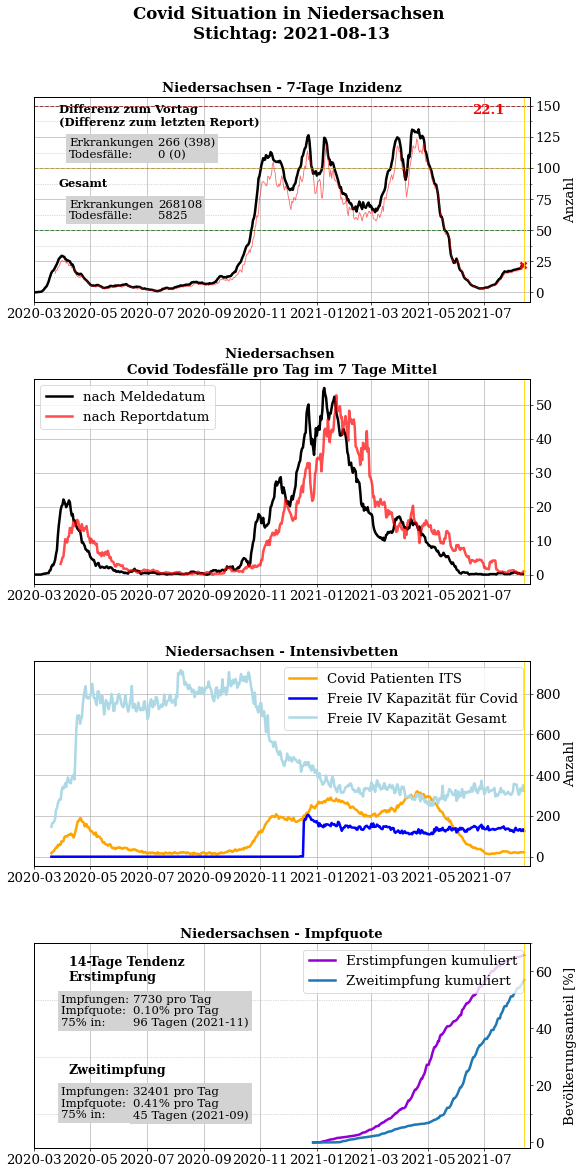 Covid Situation in Niedersachsen
Stichtag: 2021-08-13
Niedersachsen - 7-Tage Inzidenz
Differenz zum Vortag
(Differenz zum letzten Report)
Erkrankungen 266 (398)
Todesfälle: 0 (0)
Gesamt
Erkrankungen 268108
Todesfälle: 5825
22.1
150
125
100
75
50
25
0
Anzahl
2020-03 2020-05 2020-07 2020-09 2020-11 2021-01 2021-03 2021-05 2021-07
Niedersachsen
Covid Todesfälle pro Tag im 7 Tage Mittel
nach Meldedatum
nach Reportdatum
50
40
30
20
10
0
2020-03 2020-05 2020-07 2020-09 2020-11 2021-01 2021-03 2021-05 2021-07
Niedersachsen - Intensivbetten
Covid Patienten ITS
Freie IV Kapazität für Covid
Freie IV Kapazität Gesamt
800
600
400
200
0
Anzahl
2020-03 2020-05 2020-07 2020-09 2020-11 2021-01 2021-03 2021-05 2021-07
Niedersachsen - Impfquote
14-Tage Tendenz
Erstimpfung
Impfungen: 7730 pro Tag
Impfquote: 0.10% pro Tag
75% in: 96 Tagen (2021-11)
Zweitimpfung
Impfungen: 32401 pro Tag
Impfquote: 0.41% pro Tag
75% in: 45 Tagen (2021-09)
Erstimpfungen kumuliert
Zweitimpfung kumuliert
60
40
20
0
Bevölkerungsanteil [%]
2020-03 2020-05 2020-07 2020-09 2020-11 2021-01 2021-03 2021-05 2021-07